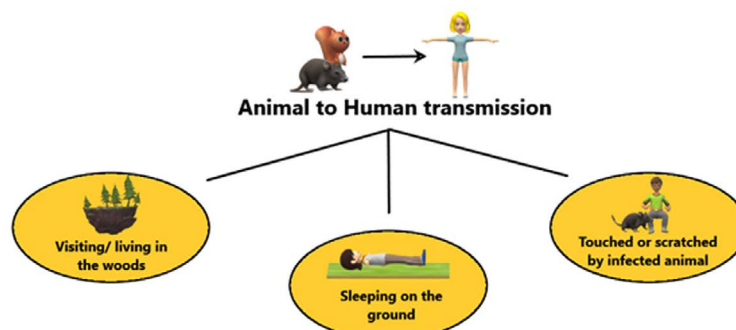 Animal to Human transmission
Visiting/ living in
the woods
Sleeping on the
ground
Touched or scratched
by infected animal